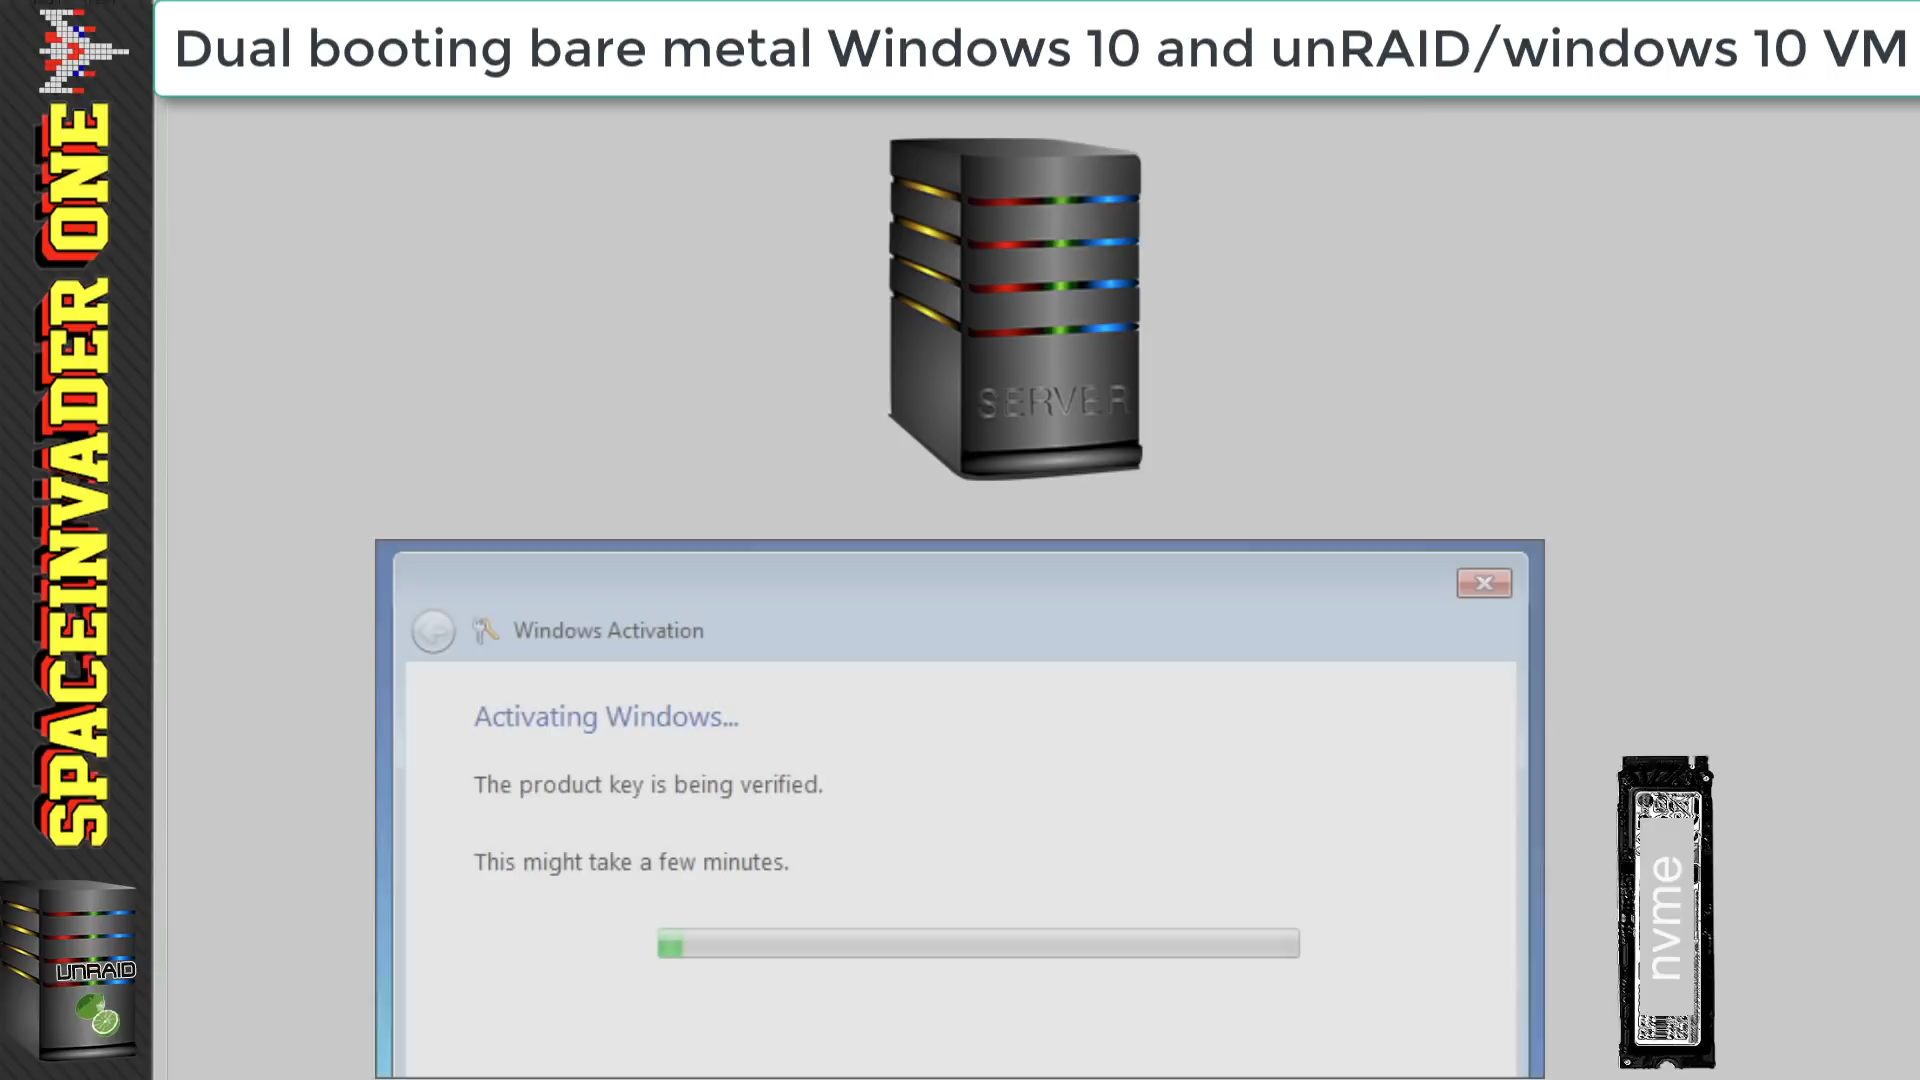 Dual booting bare metal Windows 10 and unRAID/windows 10 VM
SPACEINVADER ONE
SERVER
Windows Activation
Activating Windows...
The product key is being verified.
This might take a few minutes.
nvme
UNRAID